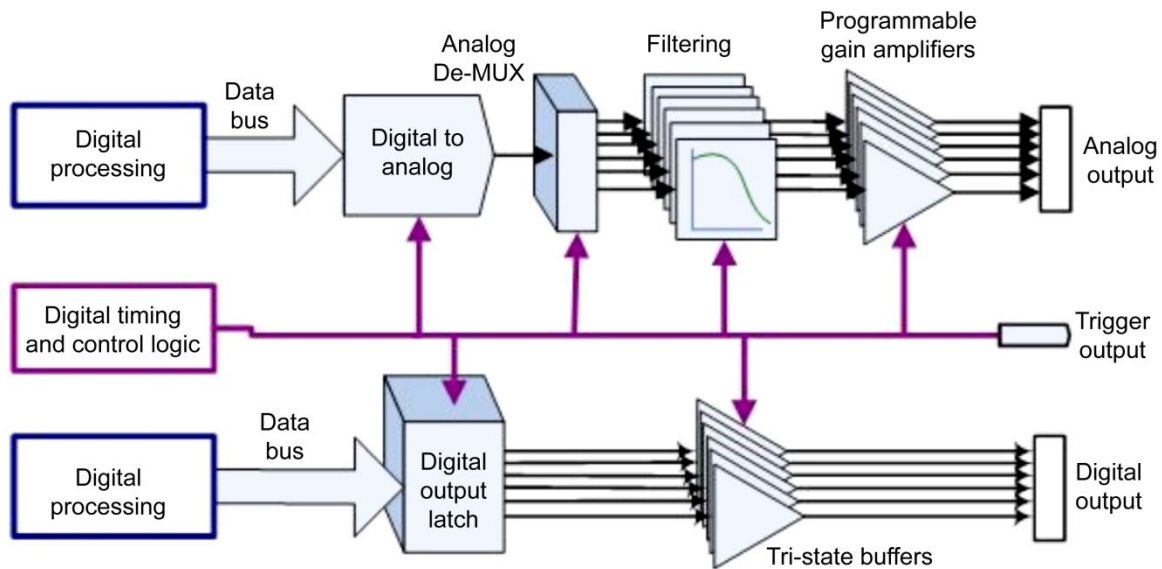 Programmable
gain amplifiers
Analog
De-MUX
Filtering
Data
bus
Digital
processing
Digital to
analog
Analog
output
Digital timing
and control logic
Trigger
output
Data
bus
Digital
processing
Digital
output
latch
Digital
output
Tri-state buffers